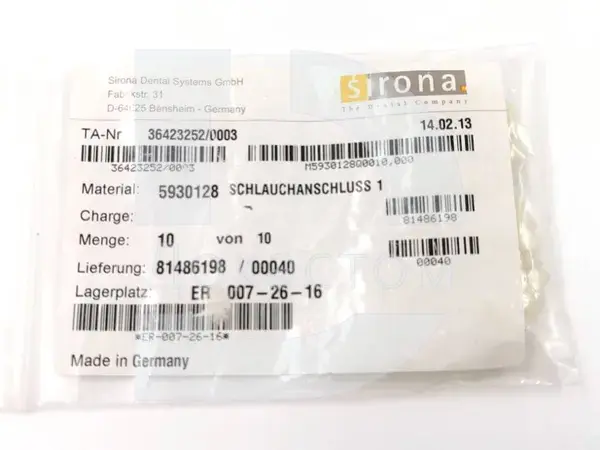 Sirona Dental Systems GmbH
Fabrikstr. 31
D-64625 Bensheim - Germany
sirona.
The Dental Company
TA-Nr 36423252/0003 14.02.13
36423252/0003 M5930128Q0010,000
Material: 5930128 SCHLAUCHANSCHLUSS 1
Charge:
81486198
Menge: 10 von 10
Lieferung: 81486198 / 00040
00040
Lagerplatz: ER 007-26-16
*ER-007-26-16*
Made in Germany